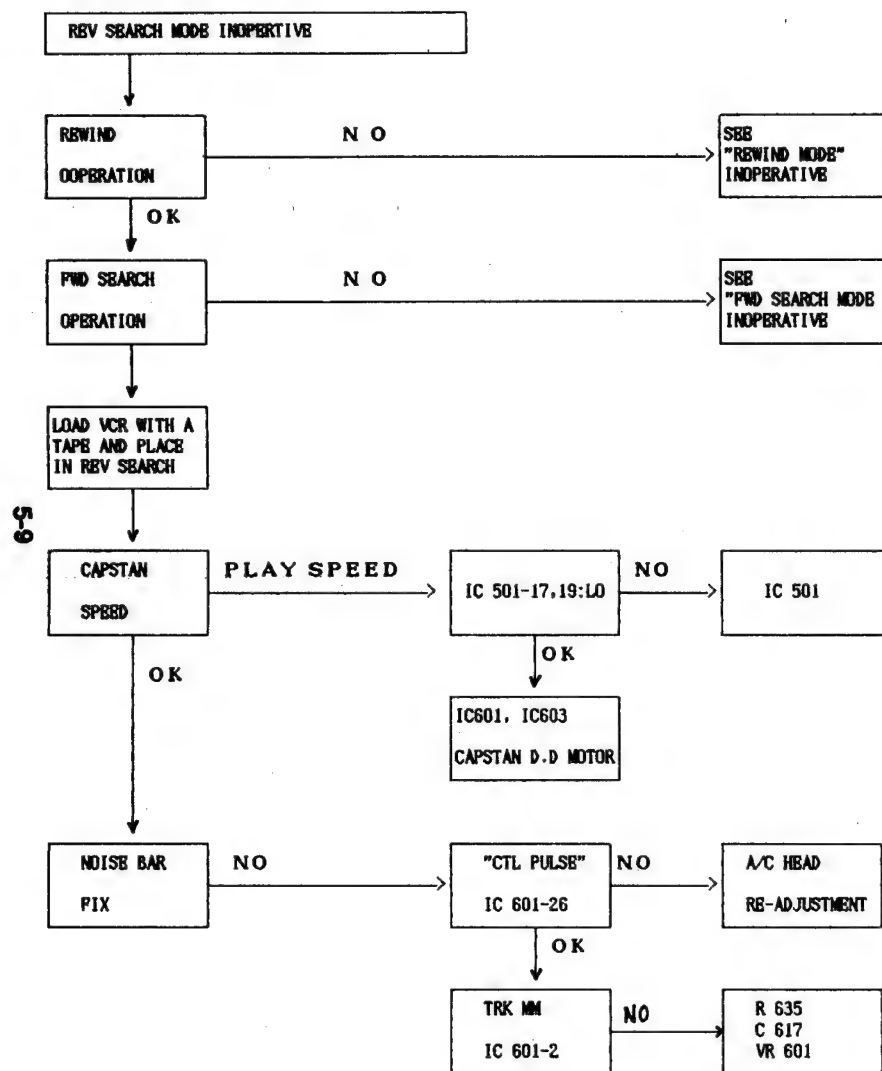 REV SEARCH MODE INOPERTIVE
REWIND
OOPERATION
N O
SEE
"REWIND MODE"
INOPERATIVE
OK
FWD SEARCH
OPERATION
N O
SEE
"FWD SEARCH MODE
INOPERATIVE
LOAD VCR WITH A
TAPE AND PLACE
IN REV SEARCH
5-9
CAPSTAN
SPEED
PLAY SPEED
IC 501-17,19:LO
NO
IC 501
OK
OK
IC601, IC603
CAPSTAN D.D MOTOR
NOISE BAR
FIX
NO
"CTL PULSE"
IC 601-26
NO
A/C HEAD
RE-ADJUSTMENT
OK
TRK MM
IC 601-2
NO
R 635
C 617
VR 601